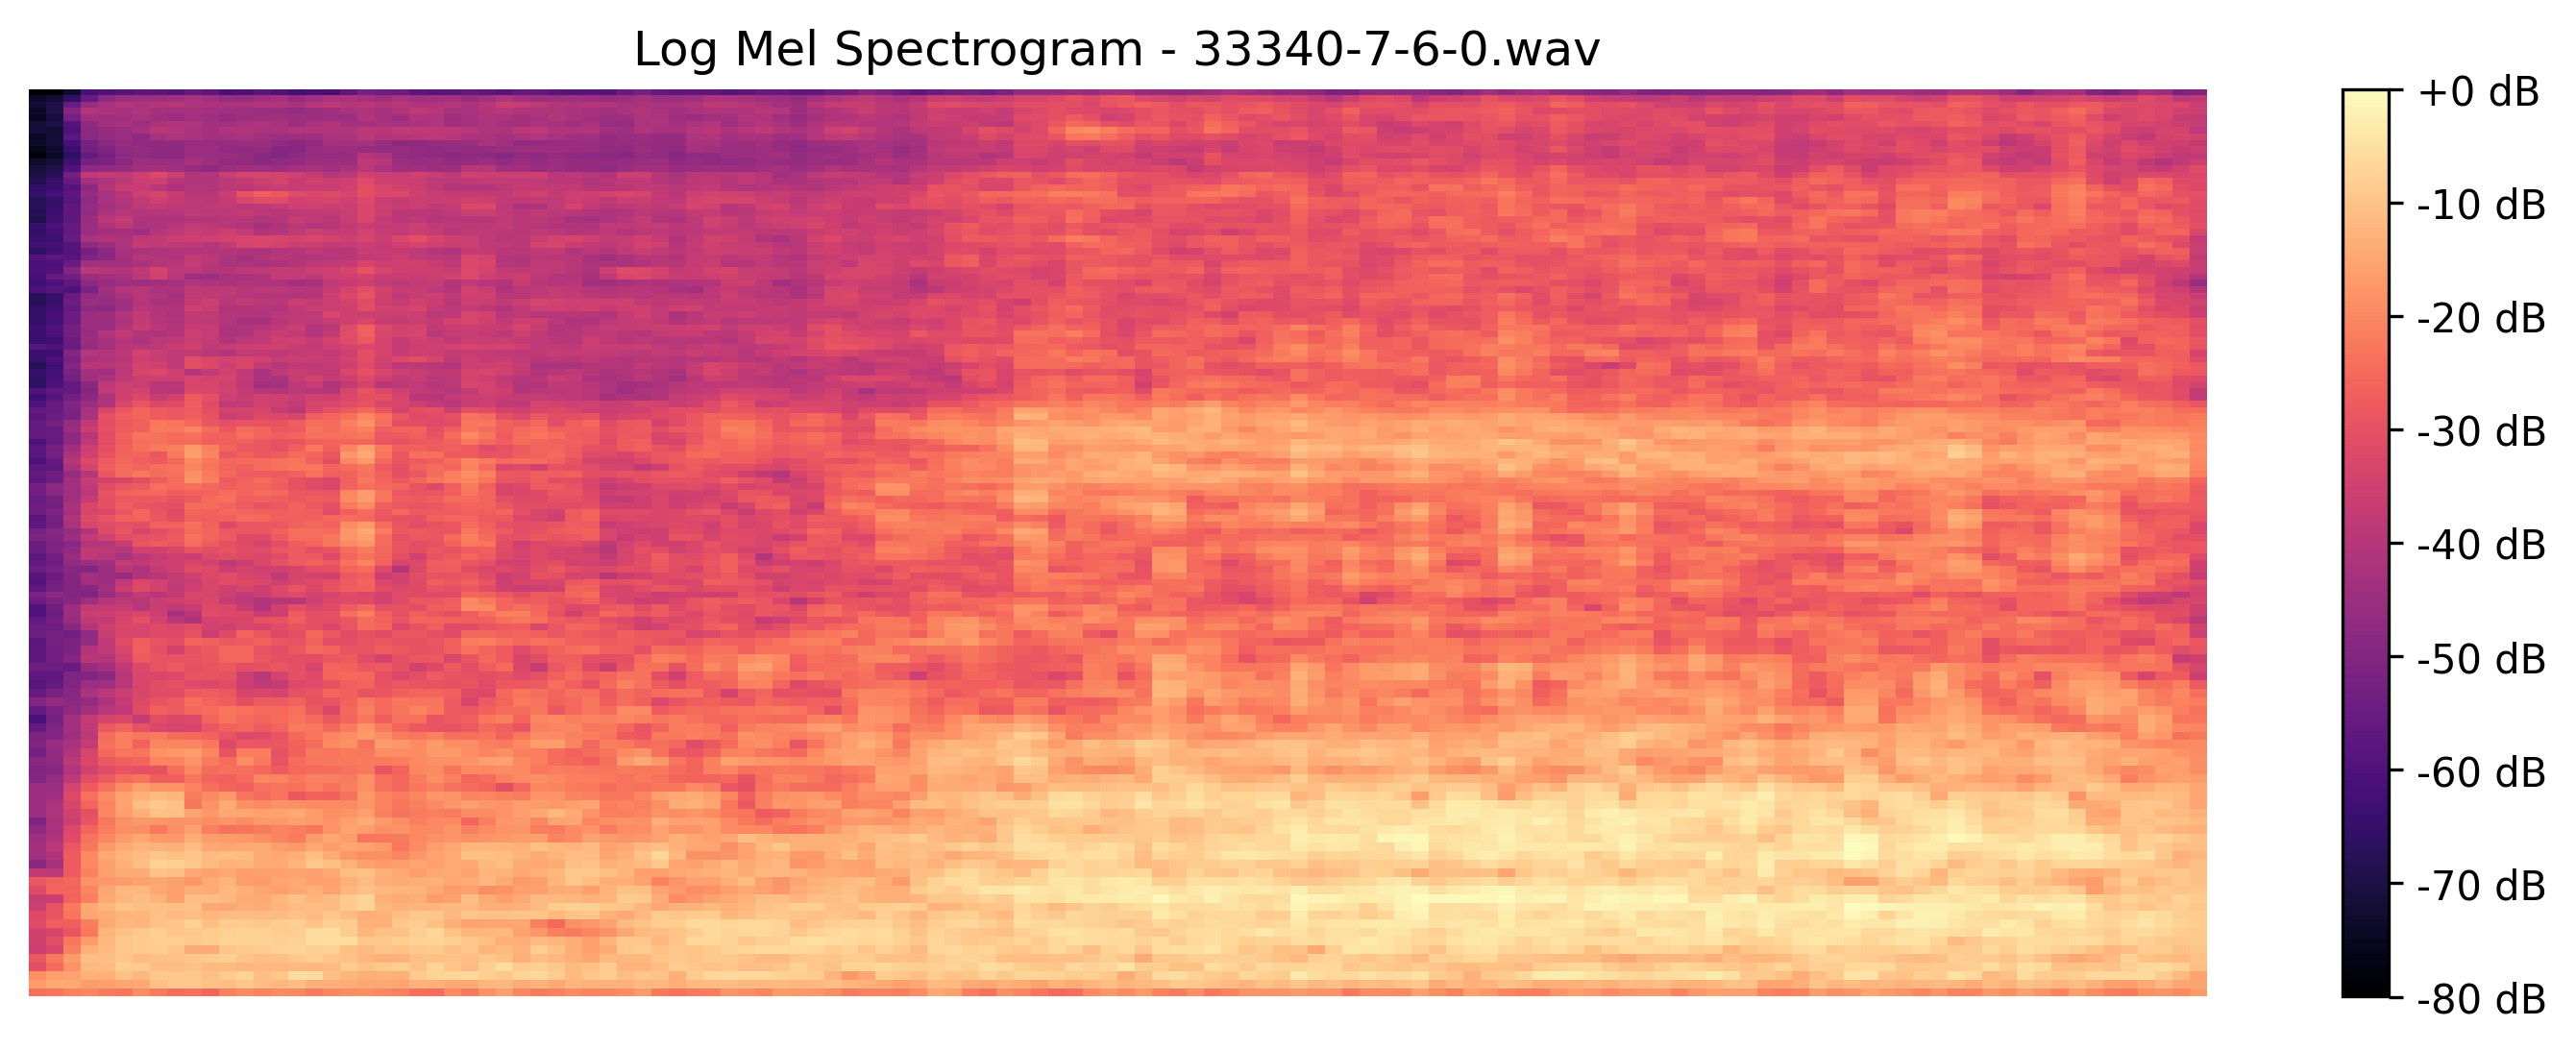 Log Mel Spectrogram - 33340-7-6-0.wav
+0 dB
-10 dB
-20 dB
-30 dB
-40 dB
-50 dB
-60 dB
-70 dB
-80 dB